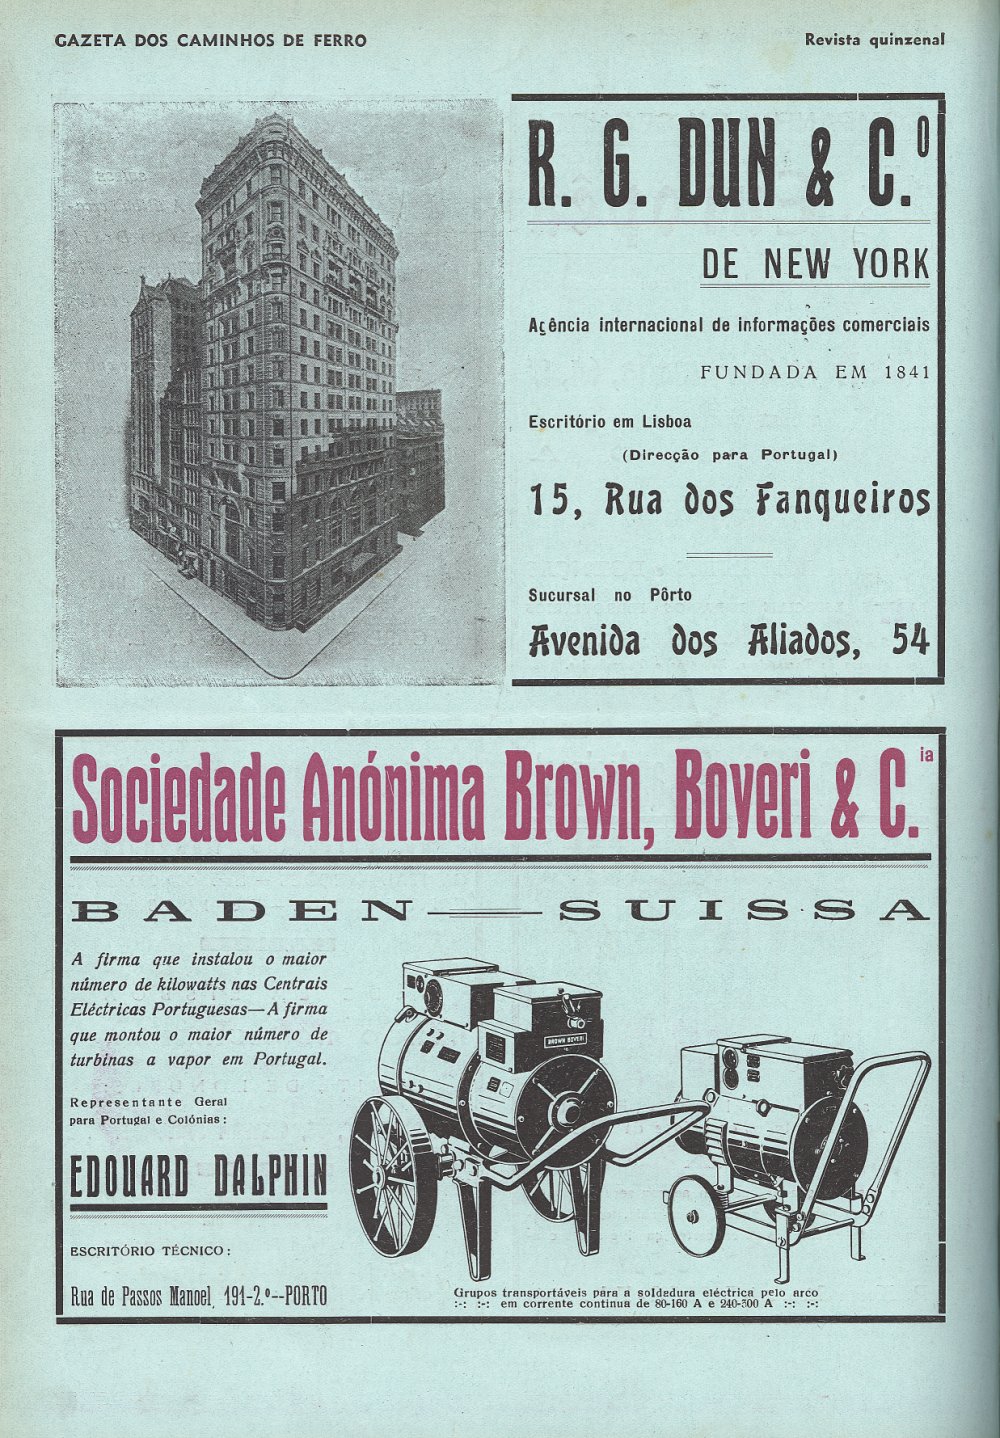 GAZETA DOS CAMINHOS DE FERRO
Revista quinzenal
R. G. DUN & C.º
DE NEW YORK
Agência internacional de informações comerciais
FUNDADA EM 1841
Escritório em Lisboa
(Direcção para Portugal)
15, Rua dos Fanqueiros
Sucursal no Pôrto
Avenida dos Aliados, 54
Sociedade Anónima Brown, Boveri & C.ia
BADEN—SUISSA
A firma que instalou o maior
número de kilowatts nas Centrais
Eléctricas Portuguesas—A firma
que montou o maior número de
turbinas a vapor em Portugal.
Representante Geral
para Portugal e Colónias:
EDOUARD DALPHIN
ESCRITÓRIO TÉCNICO:
Rua de Passos Manoel, 191-2.º--PORTO
BROWN BOVERI
Grupos transportáveis para a soldadura eléctrica pelo arco
:-: :-: em corrente continua de 80-160 A e 240-300 A :-: :-: